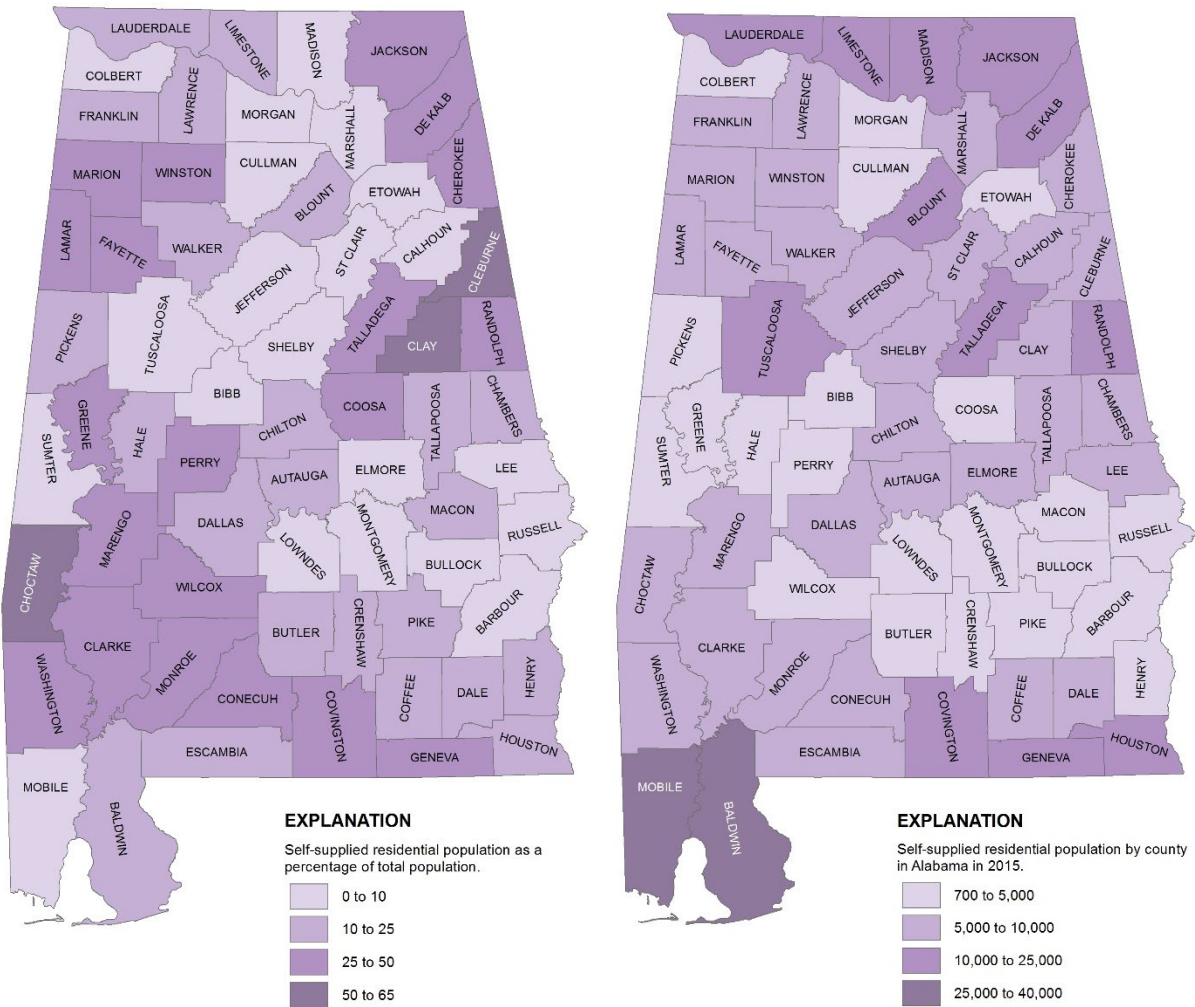 LAUDERDALE
LIMESTONE
MADISON
JACKSON
COLBERT
LAWRENCE
FRANKLIN
MORGAN
MARSHALL
DE KALB
CULLMAN
MARION
WINSTON
BLOUNT
ETOWAH
CHEROKEE
LAMAR
FAYETTE
WALKER
ST CLAIR
CALHOUN
CLEBURNE
JEFFERSON
PICKENS
TUSCALOOSA
SHELBY
TALLADEGA
CLAY
RANDOLPH
BIBB
GREENE
HALE
CHILTON
COOSA
TALLAPOOSA
CHAMBERS
SUMTER
PERRY
AUTAUGA
ELMORE
LEE
MARENGO
DALLAS
LOWNDES
MONTGOMERY
MACON
RUSSELL
BULLOCK
CHOCTAW
WILCOX
CLARKE
BUTLER
CRENSHAW
PIKE
BARBOUR
WASHINGTON
MONROE
CONECUH
COVINGTON
COFFEE
DALE
HENRY
ESCAMBIA
GENEVA
HOUSTON
MOBILE
BALDWIN
EXPLANATION
Self-supplied residential population as a
percentage of total population.
0 to 10
10 to 25
25 to 50
50 to 65
LAUDERDALE
LIMESTONE
MADISON
JACKSON
COLBERT
LAWRENCE
FRANKLIN
MORGAN
MARSHALL
DE KALB
CULLMAN
MARION
WINSTON
BLOUNT
ETOWAH
CHEROKEE
LAMAR
FAYETTE
WALKER
ST CLAIR
CALHOUN
CLEBURNE
JEFFERSON
PICKENS
TUSCALOOSA
SHELBY
TALLADEGA
CLAY
RANDOLPH
BIBB
GREENE
HALE
CHILTON
COOSA
TALLAPOOSA
CHAMBERS
SUMTER
PERRY
AUTAUGA
ELMORE
LEE
MARENGO
DALLAS
LOWNDES
MONTGOMERY
MACON
RUSSELL
BULLOCK
CHOCTAW
WILCOX
CLARKE
BUTLER
CRENSHAW
PIKE
BARBOUR
WASHINGTON
MONROE
CONECUH
COVINGTON
COFFEE
DALE
HENRY
ESCAMBIA
GENEVA
HOUSTON
MOBILE
BALDWIN
EXPLANATION
Self-supplied residential population by county
in Alabama in 2015.
700 to 5,000
5,000 to 10,000
10,000 to 25,000
25,000 to 40,000